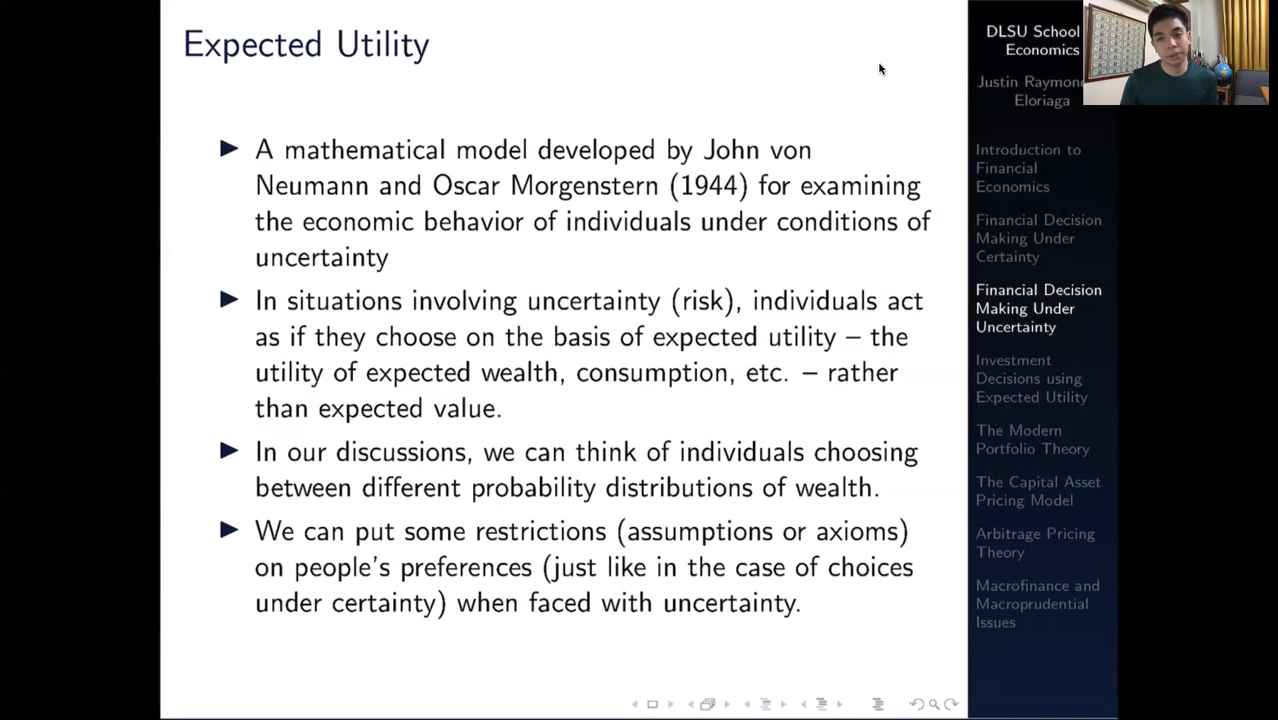 Expected Utility
▶ A mathematical model developed by John von
Neumann and Oscar Morgenstern (1944) for examining
the economic behavior of individuals under conditions of
uncertainty
▶ In situations involving uncertainty (risk), individuals act
as if they choose on the basis of expected utility – the
utility of expected wealth, consumption, etc. – rather
than expected value.
▶ In our discussions, we can think of individuals choosing
between different probability distributions of wealth.
▶ We can put some restrictions (assumptions or axioms)
on people's preferences (just like in the case of choices
under certainty) when faced with uncertainty.
DLSU School
Economics
Justin Raymon
Eloriaga
Introduction to
Financial
Economics
Financial Decision
Making Under
Certainty
Financial Decision
Making Under
Uncertainty
Investment
Decisions using
Expected Utility
The Modern
Portfolio Theory
The Capital Asset
Pricing Model
Arbitrage Pricing
Theory
Macrofinance and
Macroprudential
Issues